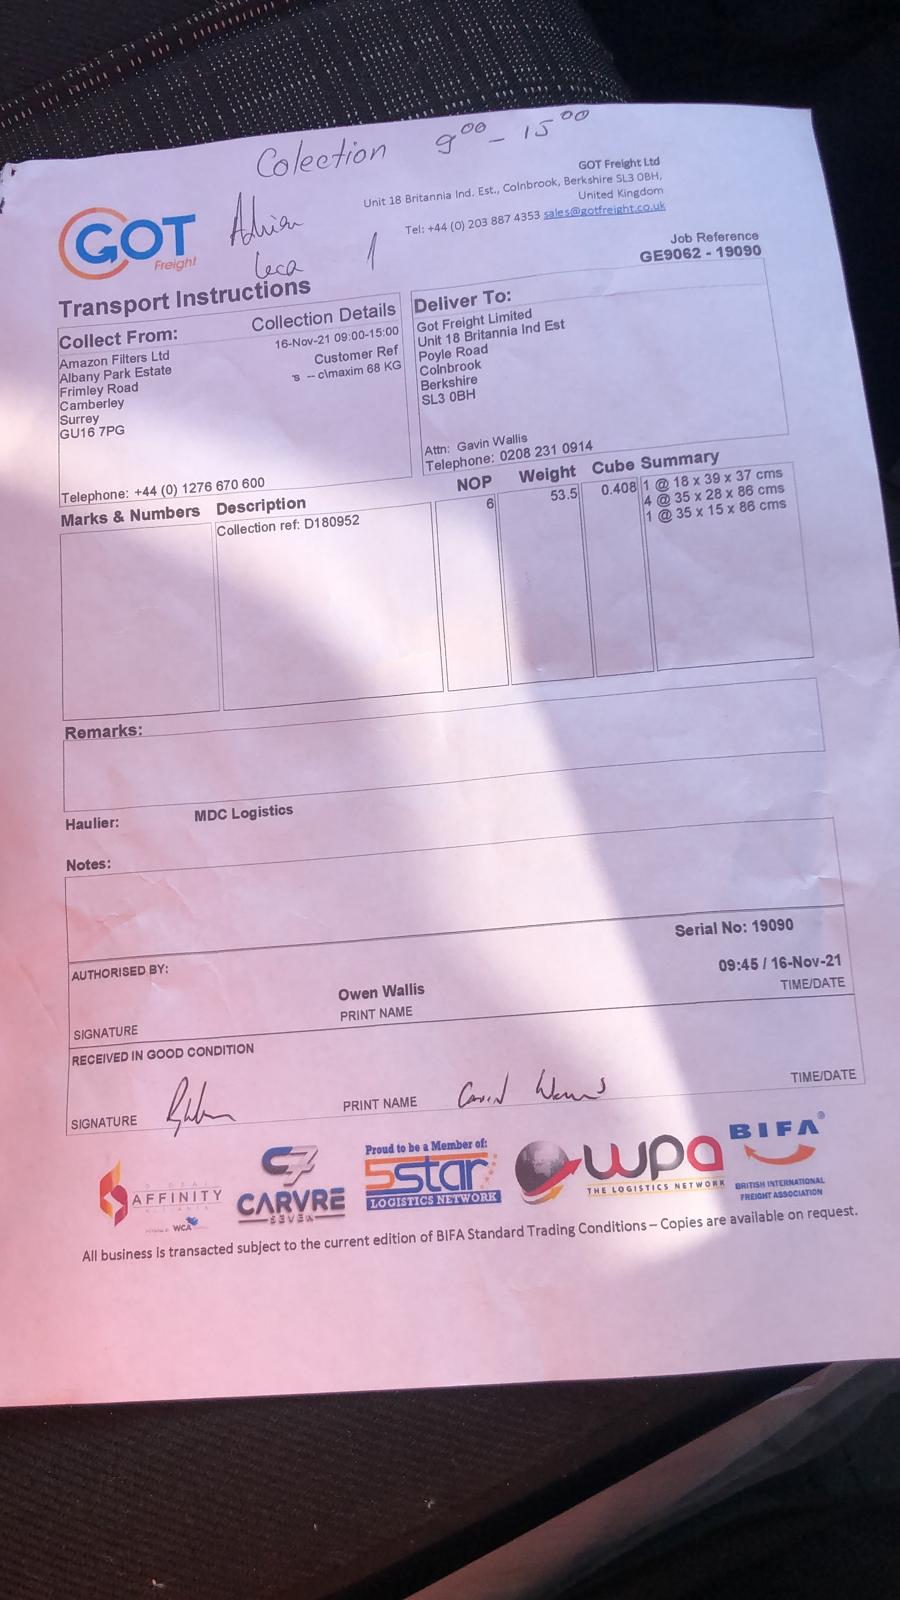 Colection 9⁰⁰ - 15⁰⁰
GOT Freight Ltd
Unit 18 Britannia Ind. Est., Colnbrook, Berkshire SL3 0BH,
United Kingdom
Tel: +44 (0) 203 887 4353 sales@gotfreight.co.uk
GOT
Freight
Adrian
Leca 1
Job Reference
GE9062 - 19090
Transport Instructions
Collect From:
Amazon Filters Ltd
Albany Park Estate
Frimley Road
Camberley
Surrey
GU16 7PG
Telephone: +44 (0) 1276 670 600
Collection Details
16-Nov-21 09:00-15:00
Customer Ref
's -- c\maxim 68 KG
Deliver To:
Got Freight Limited
Unit 18 Britannia Ind Est
Poyle Road
Colnbrook
Berkshire
SL3 0BH
Attn: Gavin Wallis
Telephone: 0208 231 0914
Marks & Numbers Description NOP Weight Cube Summary
Collection ref: D180952 6 53.5 0.408 1 @ 18 x 39 x 37 cms
4 @ 35 x 28 x 86 cms
1 @ 35 x 15 x 86 cms
Remarks:
Haulier: MDC Logistics
Notes:
Serial No: 19090
AUTHORISED BY:
Owen Wallis 09:45 / 16-Nov-21
SIGNATURE PRINT NAME TIME/DATE
RECEIVED IN GOOD CONDITION
SIGNATURE PRINT NAME Gavin Wallis TIME/DATE
AFFINITY
WCA
C7
CARVRE
SEVEN
Proud to be a Member of:
5star
LOGISTICS NETWORK
wpa
THE LOGISTICS NETWORK
BIFA®
BRITISH INTERNATIONAL
FREIGHT ASSOCIATION
All business is transacted subject to the current edition of BIFA Standard Trading Conditions – Copies are available on request.